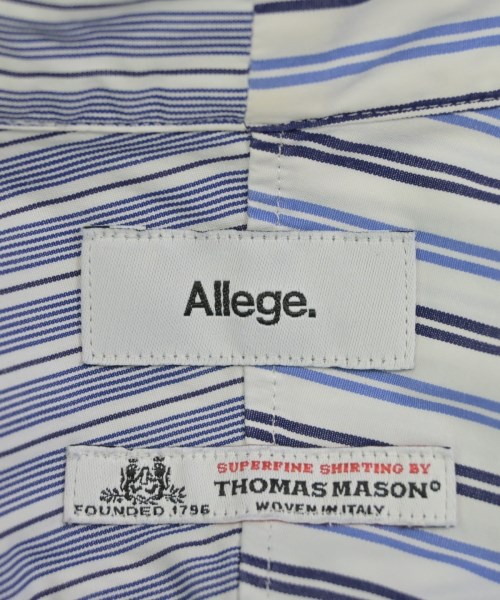 Allege.
SUPERFINE SHIRTING BY
THOMAS MASON®
FOUNDED 1796
WOVEN IN ITALY